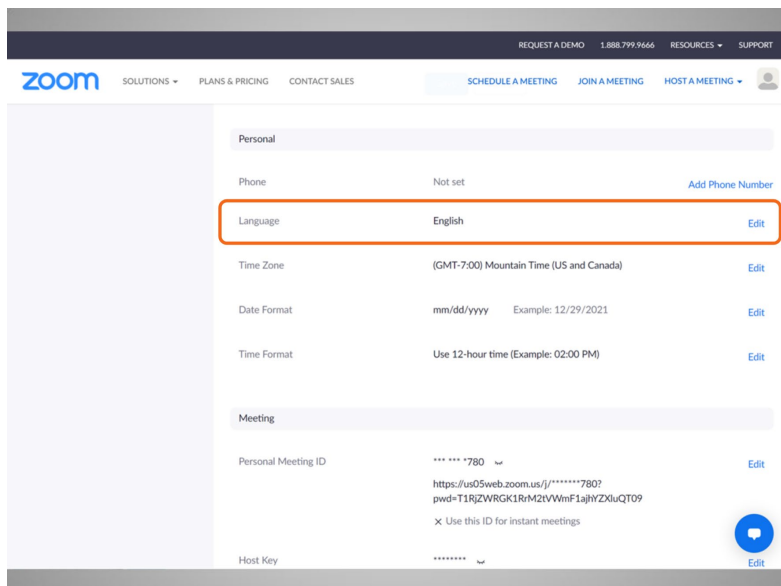 REQUEST A DEMO 1.888.799.9666 RESOURCES SUPPORT
zoom SOLUTIONS PLANS & PRICING CONTACT SALES SCHEDULE A MEETING JOIN A MEETING HOST A MEETING
Personal
Phone Not set Add Phone Number
Language English Edit
Time Zone (GMT-7:00) Mountain Time (US and Canada) Edit
Date Format mm/dd/yyyy Example: 12/29/2021 Edit
Time Format Use 12-hour time (Example: 02:00 PM) Edit
Meeting
Personal Meeting ID *** *** *780 Edit
https://us05web.zoom.us/j/*******780?
pwd=T1RjZWRGK1RrM2tVWmF1ajhYZXluQT09
× Use this ID for instant meetings
Host Key ******** Edit